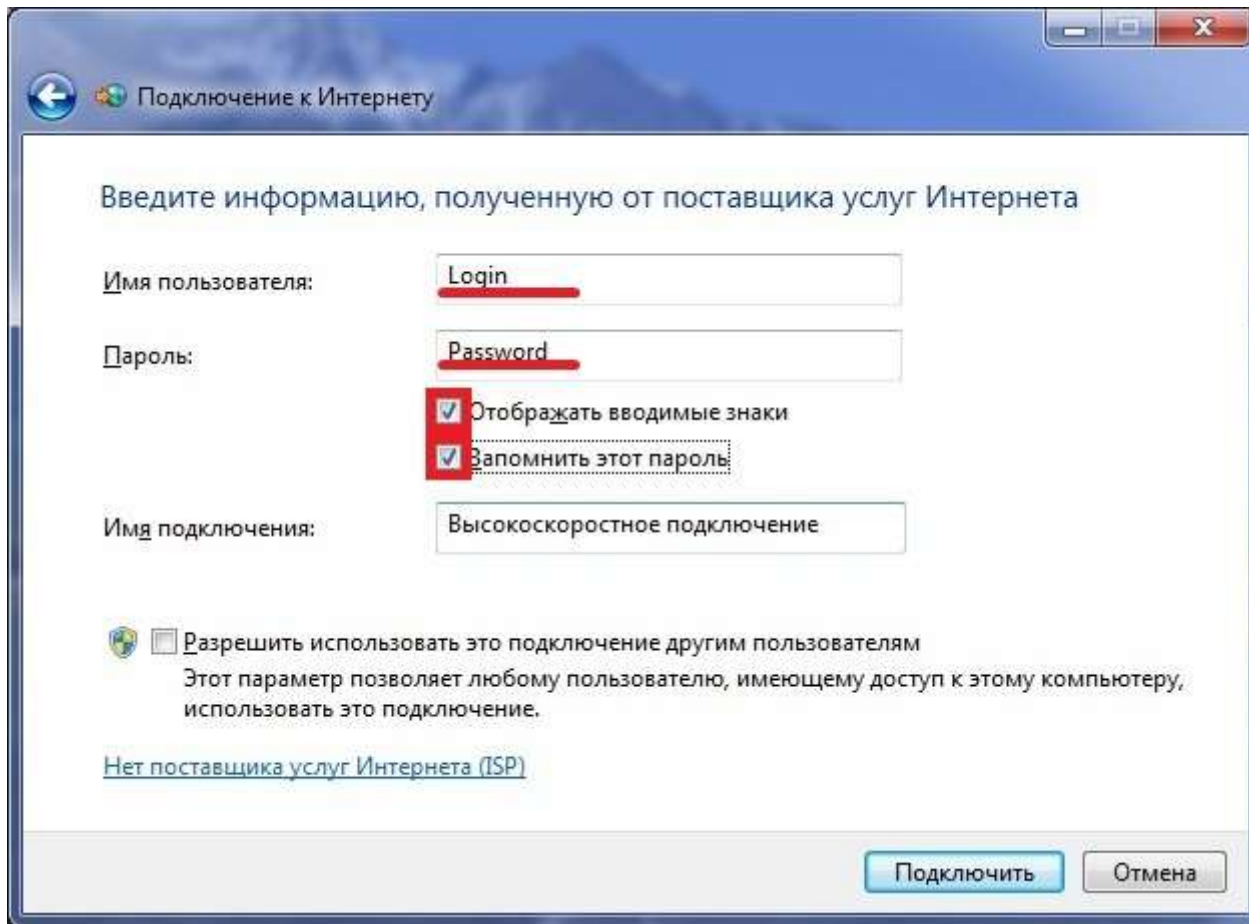 Подключение к Интернету
Введите информацию, полученную от поставщика услуг Интернета
Имя пользователя:
Login
Пароль:
Password
Отображать вводимые знаки
Запомнить этот пароль
Имя подключения:
Высокоскоростное подключение
Разрешить использовать это подключение другим пользователям
Этот параметр позволяет любому пользователю, имеющему доступ к этому компьютеру,
использовать это подключение.
Нет поставщика услуг Интернета (ISP)
Подключить
Отмена